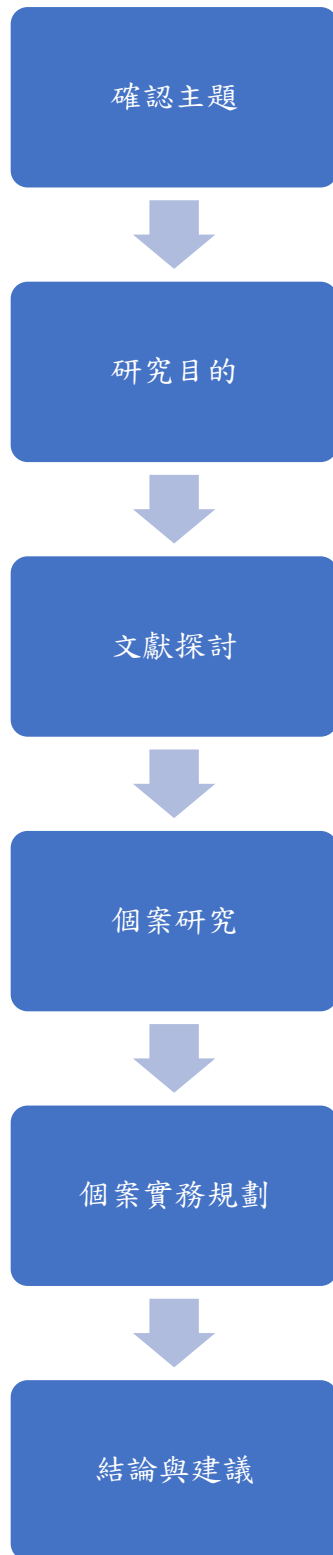 確認主題
研究目的
文獻探討
個案研究
個案實務規劃
結論與建議